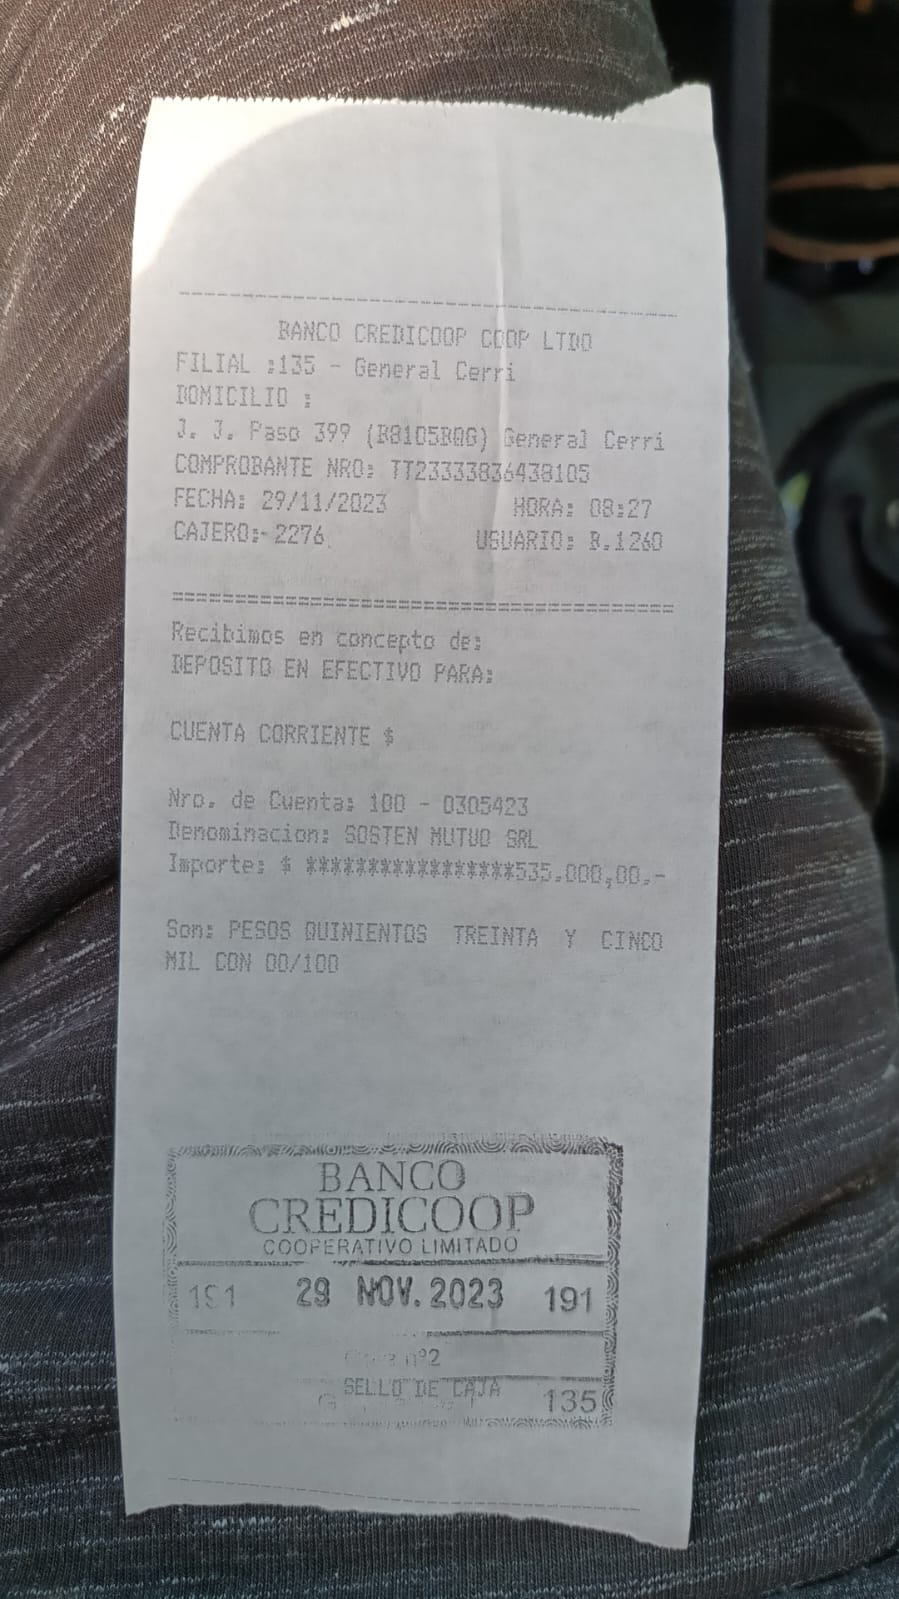 BANCO CREDICOOP COOP LTDO
FILIAL :135 - General Cerri
DOMICILIO :
J. J. Paso 399 (B8105BOG) General Cerri
COMPROBANTE NRO: TT23333836438105
FECHA: 29/11/2023 HORA: 08:27
CAJERO: 2276 USUARIO: B.1260
Recibimos en concepto de:
DEPOSITO EN EFECTIVO PARA:
CUENTA CORRIENTE $
Nro. de Cuenta: 100 - 0305423
Denominacion: SOSTEN MUTUO SRL
Importe: $ *****************535.000,00.-
Son: PESOS QUINIENTOS TREINTA Y CINCO
MIL CON 00/100
BANCO
CREDICOOP
COOPERATIVO LIMITADO
191 29 NOV. 2023 191
nº2
SELLO DE CAJA
135